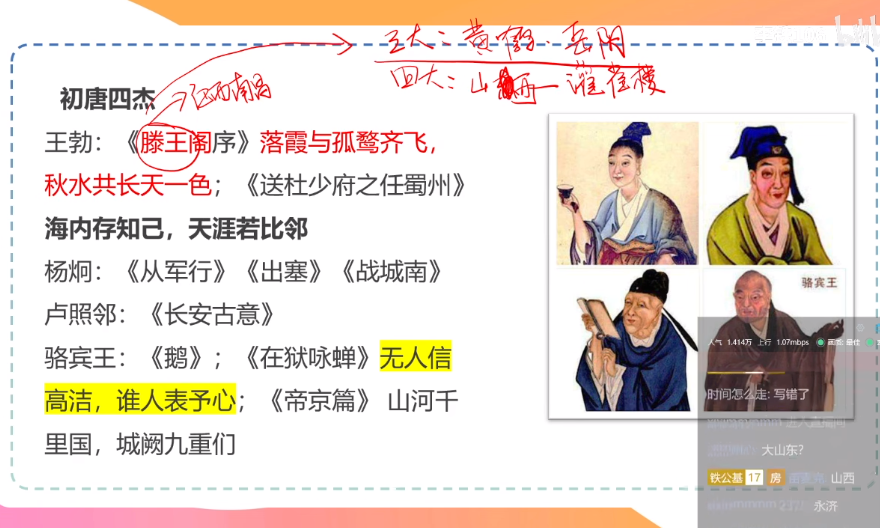 三大：黄鹤、岳阳
四大：山西—灌雀楼
初唐四杰
江西南昌
王勃：《滕王阁序》落霞与孤鹜齐飞，
秋水共长天一色；《送杜少府之任蜀州》
海内存知己，天涯若比邻
杨炯：《从军行》《出塞》《战城南》
卢照邻：《长安古意》
骆宾王：《鹅》；《在狱咏蝉》无人信
高洁，谁人表予心；《帝京篇》 山河千
里国，城阙九重们
骆宾王
人气 1.414万 上行 1.07mbps 画质: 最佳
时间怎么走: 写错了
大山东?
铁公基 17 房 山西
永济